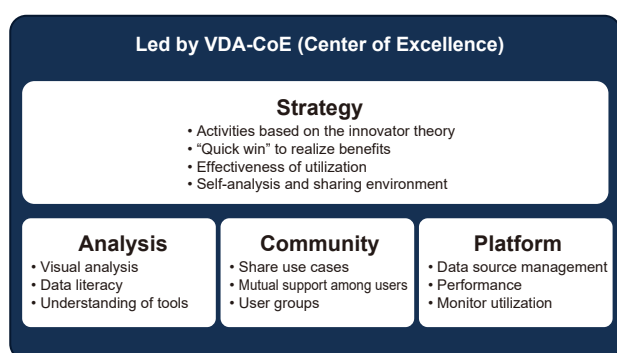 Led by VDA-CoE (Center of Excellence)
Strategy
• Activities based on the innovator theory
• “Quick win” to realize benefits
• Effectiveness of utilization
• Self-analysis and sharing environment
Analysis
• Visual analysis
• Data literacy
• Understanding of tools
Community
• Share use cases
• Mutual support among users
• User groups
Platform
• Data source management
• Performance
• Monitor utilization